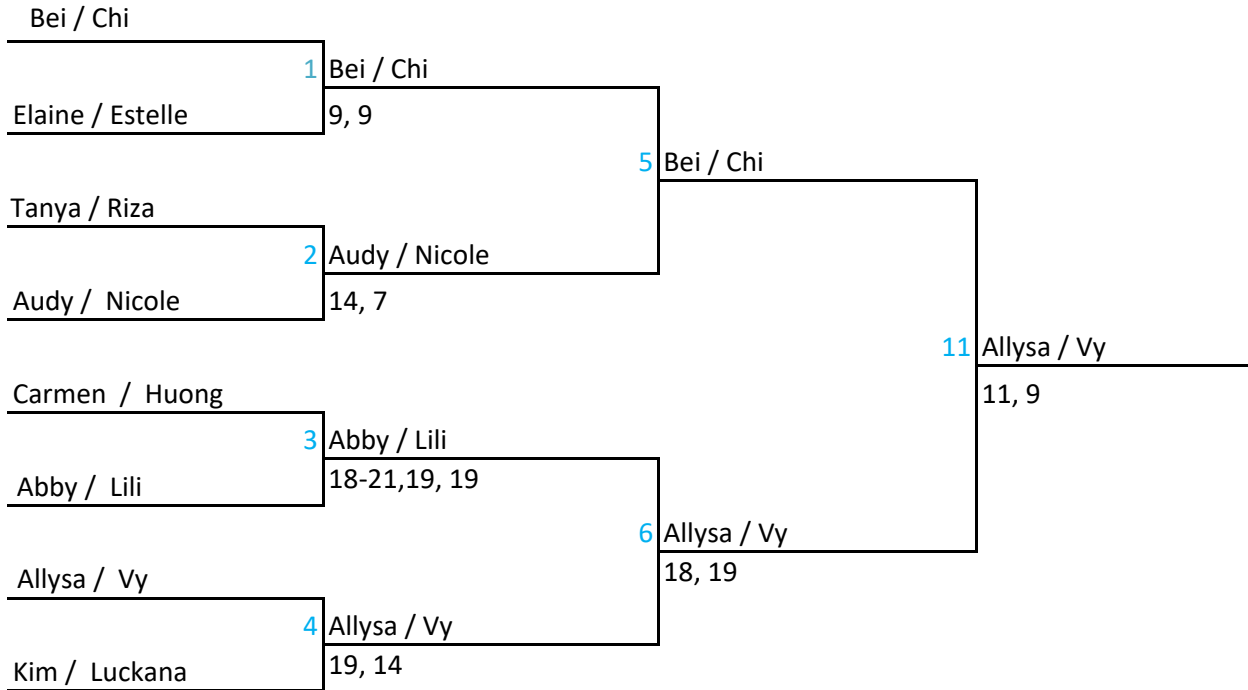 Bei / Chi
1 Bei / Chi
Elaine / Estelle
9, 9
5 Bei / Chi
Tanya / Riza
2 Audy / Nicole
Audy /  Nicole
14, 7
11 Allysa / Vy
Carmen  /  Huong
11, 9
3 Abby / Lili
Abby /  Lili
18-21,19, 19
6 Allysa / Vy
Allysa /  Vy
18, 19
4 Allysa / Vy
Kim /  Luckana
19, 14